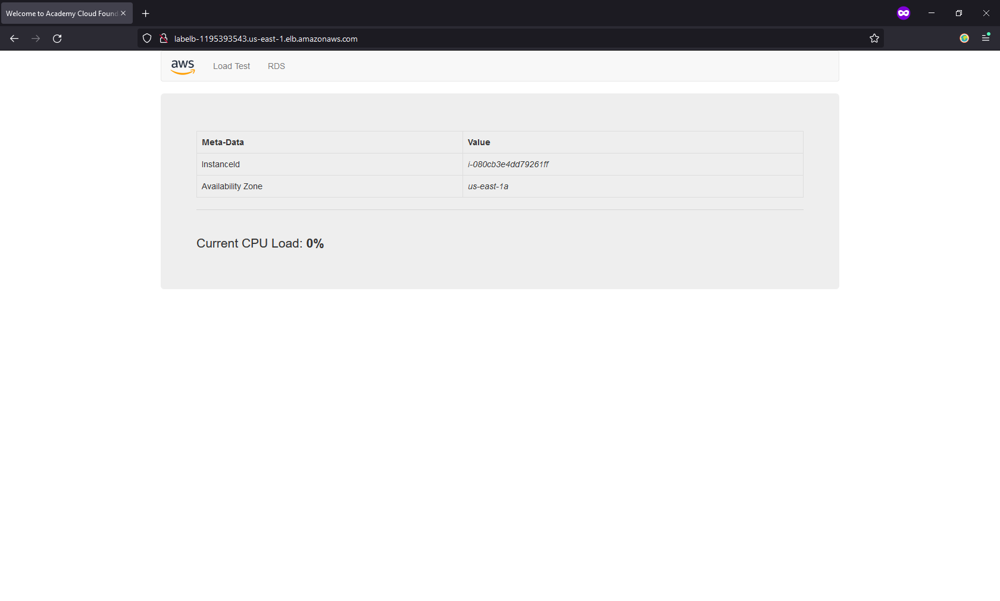 Welcome to Academy Cloud Found
labelb-1195393543.us-east-1.elb.amazonaws.com
aws Load Test RDS
Meta-Data Value
InstanceId i-080cb3e4dd79261ff
Availability Zone us-east-1a
Current CPU Load: 0%